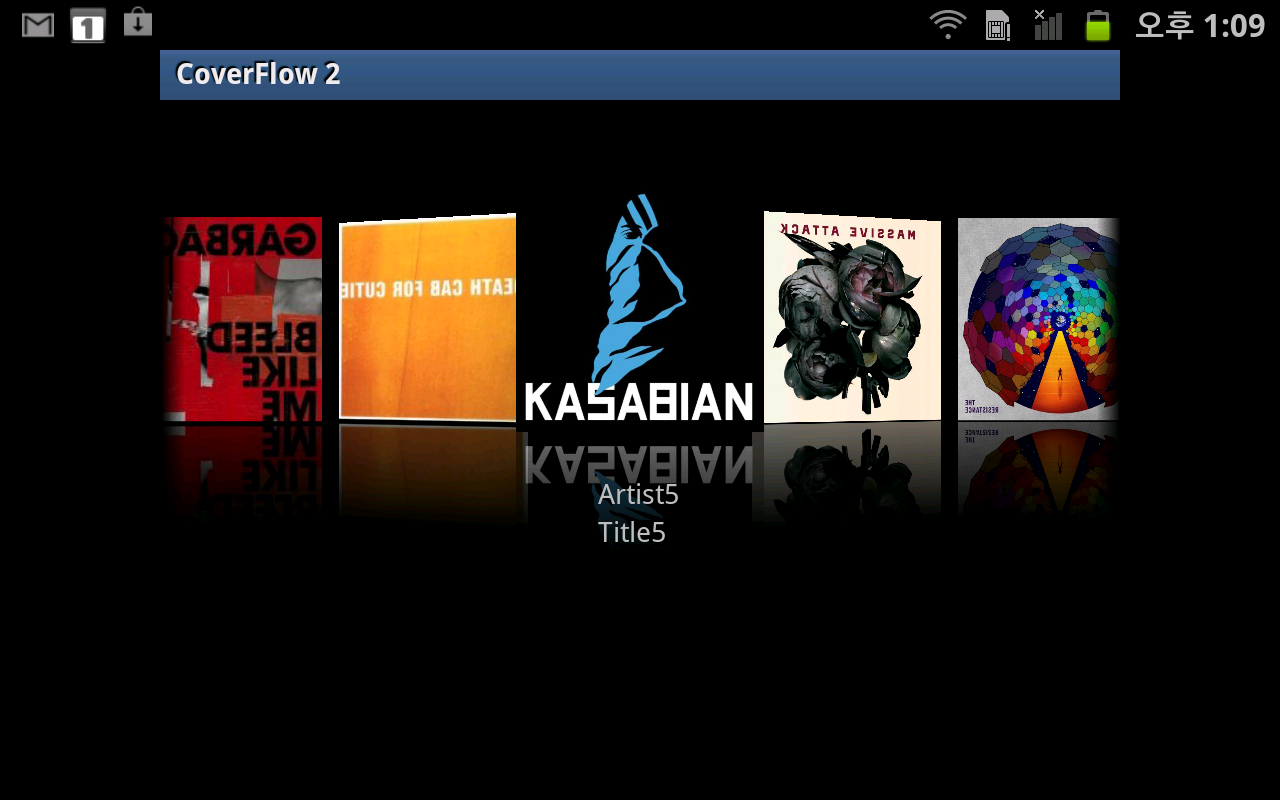 1
오후 1:09
CoverFlow 2
GARBAG
BLEED
LIKE
ME
EATH CAB FOR CUTIE
KASABIAN
MASSIVE ATTACK
THE
RESISTANCE
Artist5
Title5